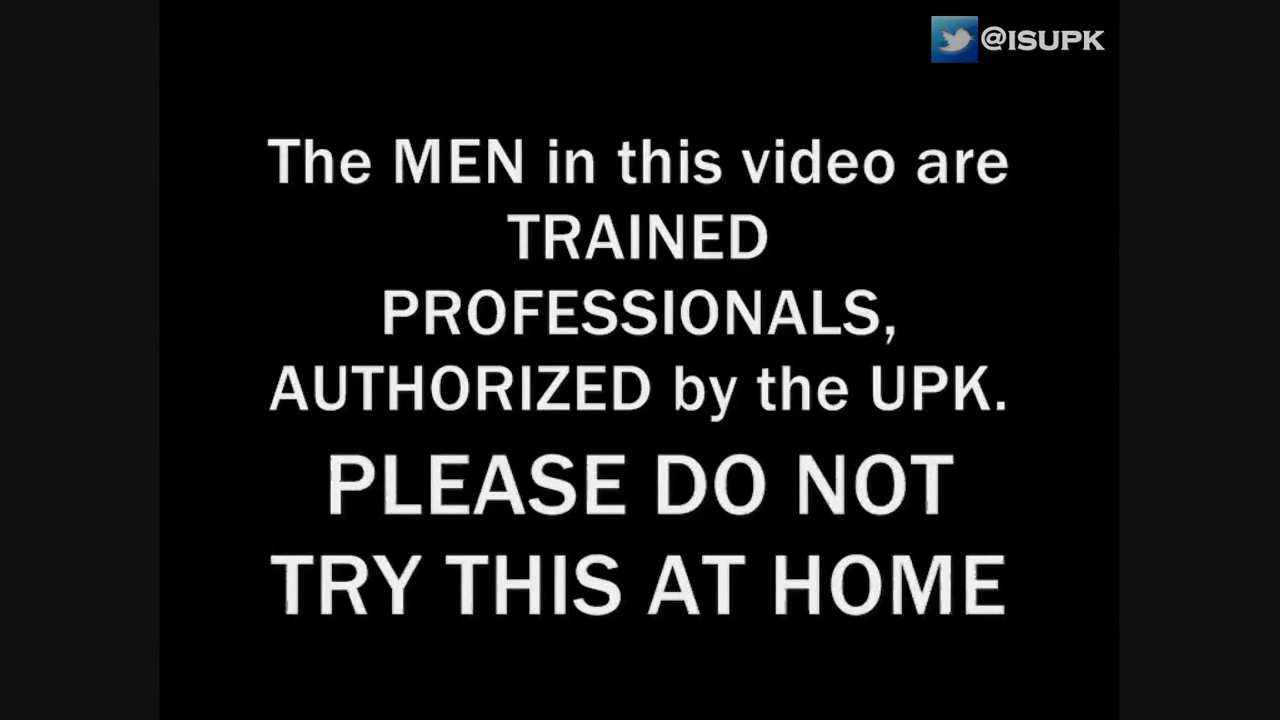 @ISUPK
The MEN in this video are
TRAINED
PROFESSIONALS,
AUTHORIZED by the UPK.
PLEASE DO NOT
TRY THIS AT HOME